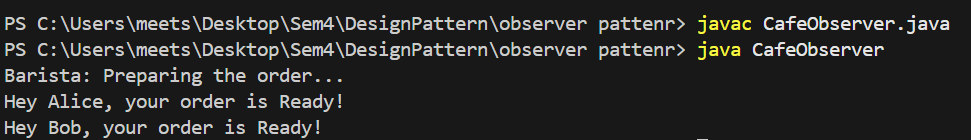 PS C:\Users\meets\Desktop\Sem4\DesignPattern\observer pattenr> javac CafeObserver.java
PS C:\Users\meets\Desktop\Sem4\DesignPattern\observer pattenr> java CafeObserver
Barista: Preparing the order...
Hey Alice, your order is Ready!
Hey Bob, your order is Ready!